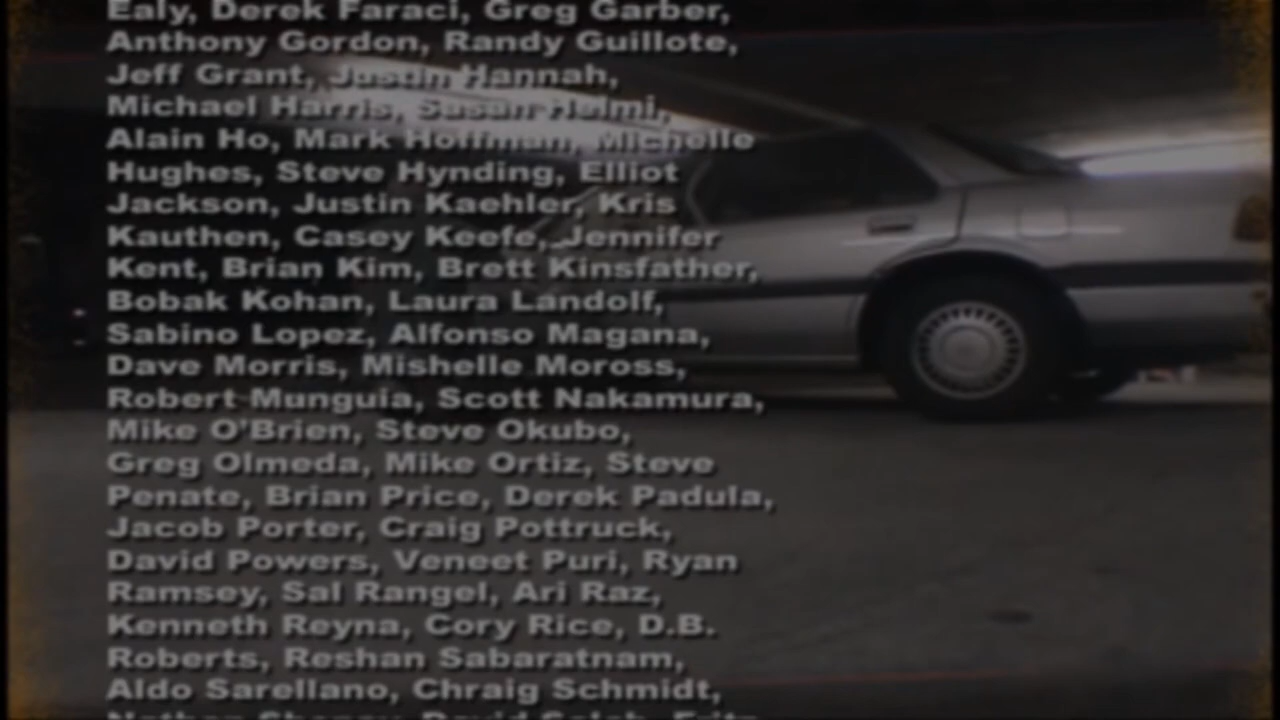 Ealy, Derek Faraci, Greg Garber,
Anthony Gordon, Randy Guillote,
Jeff Grant, Justin Hannah,
Michael Harris, Susan Helmi,
Alain Ho, Mark Hoffman, Michelle
Hughes, Steve Hynding, Elliot
Jackson, Justin Kaehler, Kris
Kauthen, Casey Keefe, Jennifer
Kent, Brian Kim, Brett Kinsfather,
Bobak Kohan, Laura Landolf,
Sabino Lopez, Alfonso Magana,
Dave Morris, Mishelle Moross,
Robert Munguia, Scott Nakamura,
Mike O'Brien, Steve Okubo,
Greg Olmeda, Mike Ortiz, Steve
Penate, Brian Price, Derek Padula,
Jacob Porter, Craig Pottruck,
David Powers, Veneet Puri, Ryan
Ramsey, Sal Rangel, Ari Raz,
Kenneth Reyna, Cory Rice, D.B.
Roberts, Reshan Sabaratnam,
Aldo Sarellano, Chraig Schmidt,